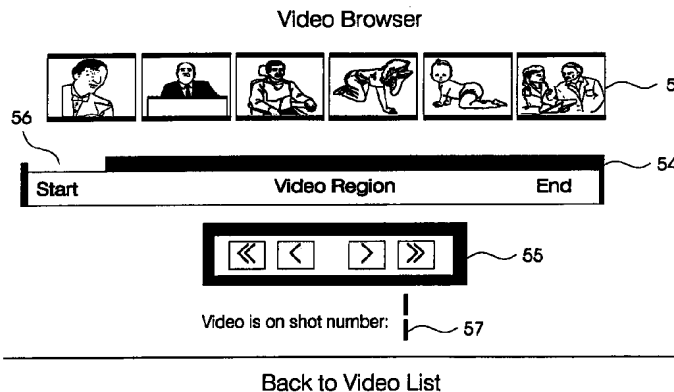 Video Browser
56
54
Start Video Region End
« < > »
55
Video is on shot number:
57
Back to Video List